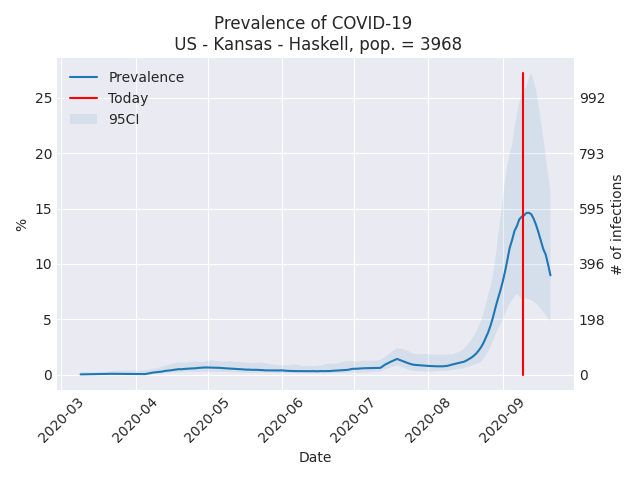 Prevalence of COVID-19
US - Kansas - Haskell, pop. = 3968
Prevalence
Today
95CI
%
25
20
15
10
5
0
992
793
595
396
198
0
# of infections
2020-03
2020-04
2020-05
2020-06
2020-07
2020-08
2020-09
Date